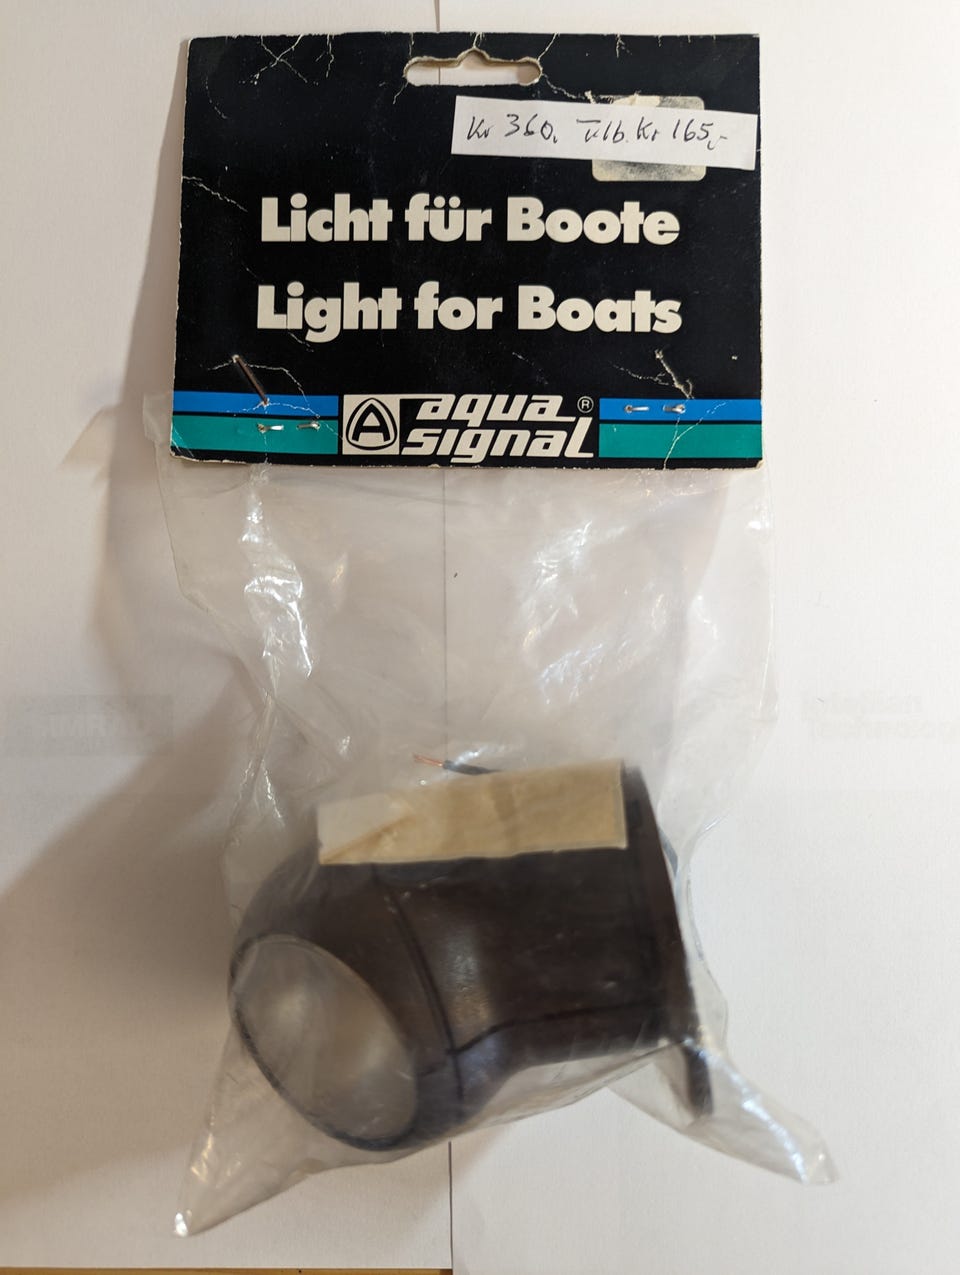 Kr 360, Tilb. Kr 165,-
Licht für Boote
Light for Boats
A aqua ®
signal